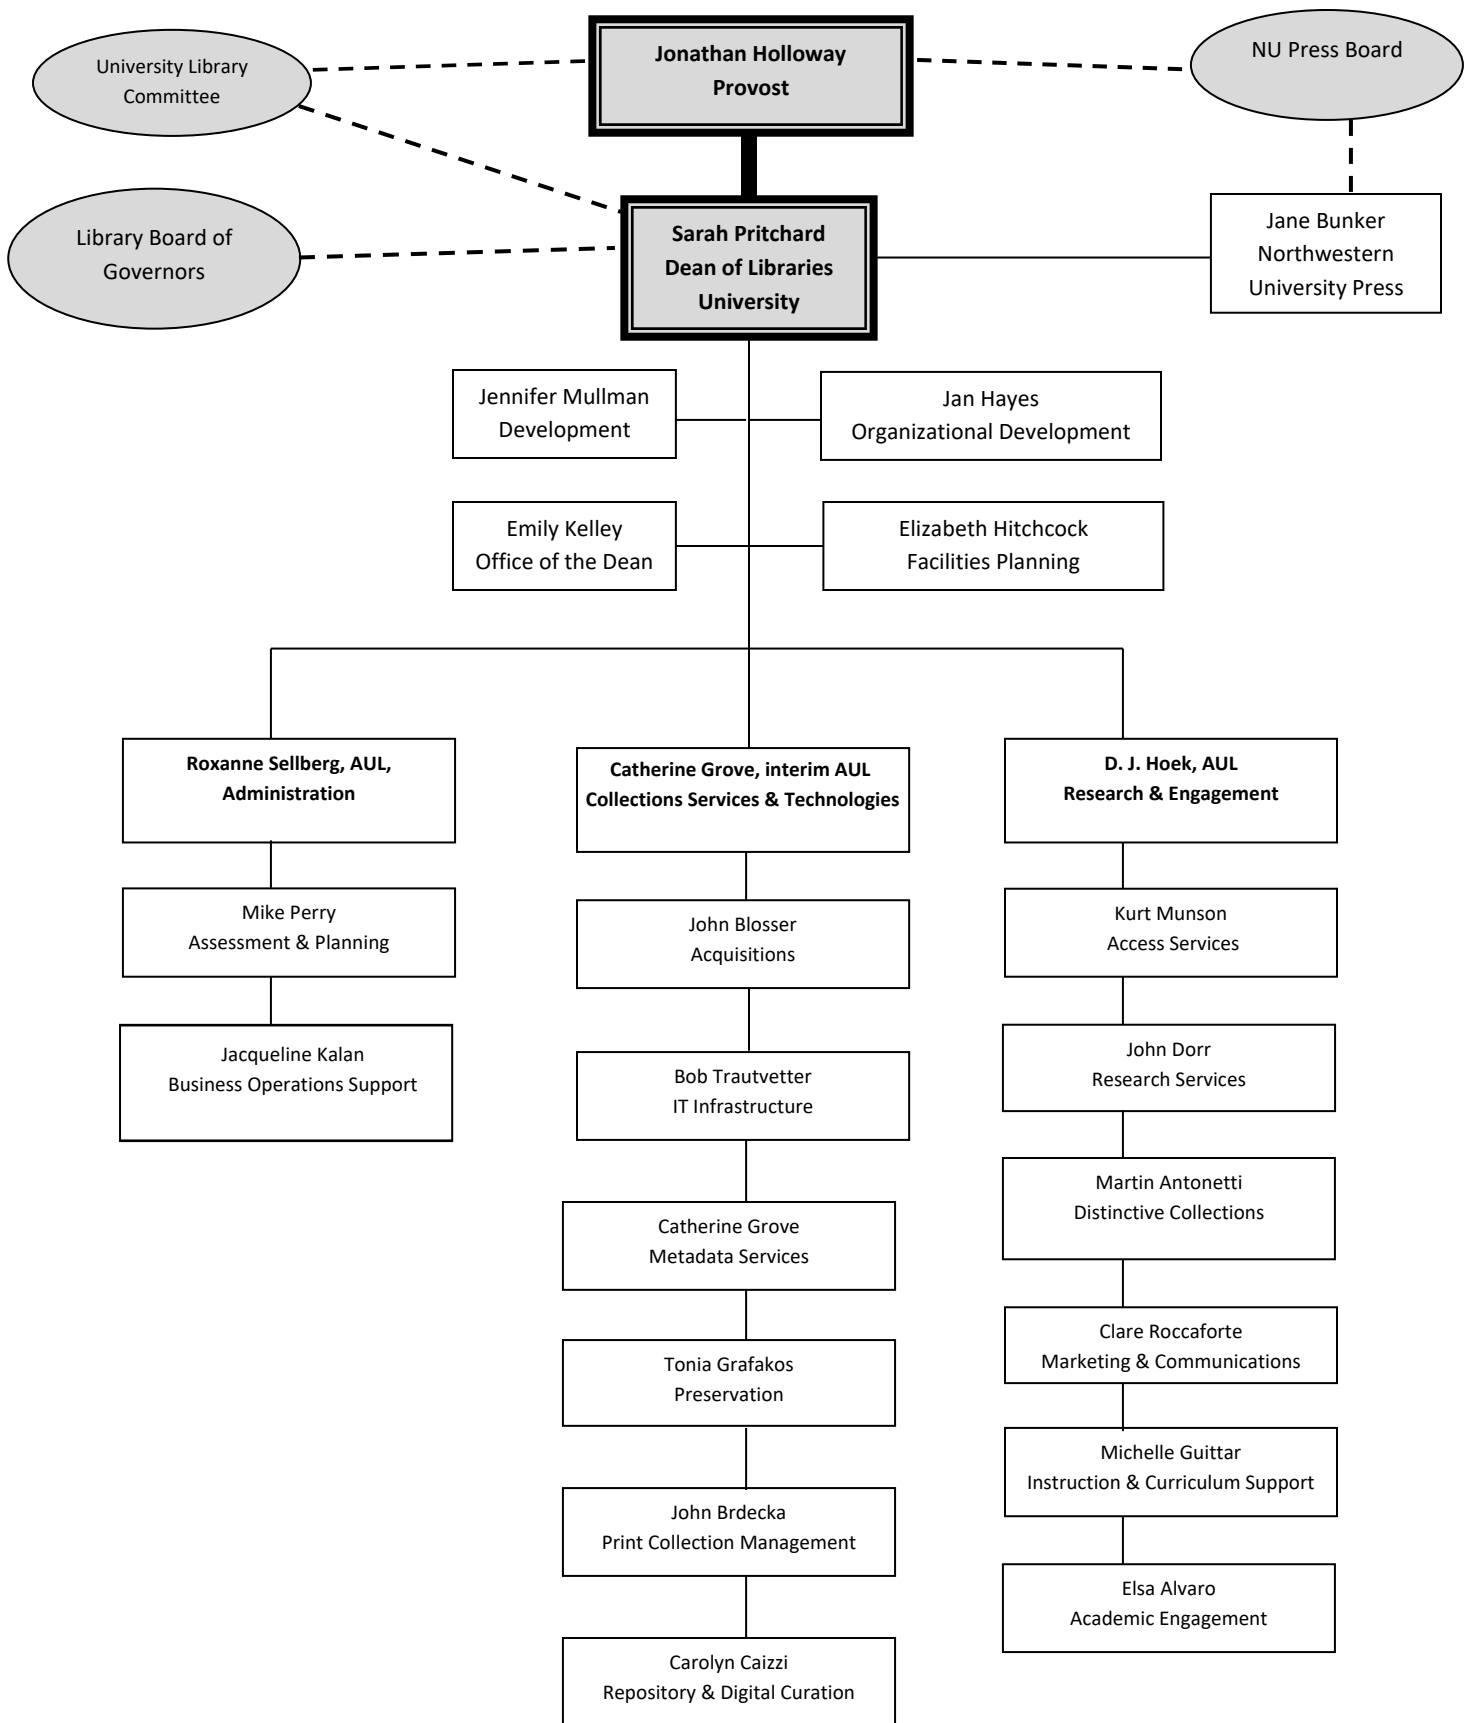 Jonathan Holloway
Provost
University Library
Committee
NU Press Board
Library Board of
Governors
Sarah Pritchard
Dean of Libraries
University
Jane Bunker
Northwestern
University Press
Jennifer Mullman
Development
Jan Hayes
Organizational Development
Emily Kelley
Office of the Dean
Elizabeth Hitchcock
Facilities Planning
Roxanne Sellberg, AUL,
Administration
Mike Perry
Assessment & Planning
Jacqueline Kalan
Business Operations Support
Catherine Grove, interim AUL
Collections Services & Technologies
John Blosser
Acquisitions
Bob Trautvetter
IT Infrastructure
Catherine Grove
Metadata Services
Tonia Grafakos
Preservation
John Brdecka
Print Collection Management
Carolyn Caizzi
Repository & Digital Curation
D. J. Hoek, AUL
Research & Engagement
Kurt Munson
Access Services
John Dorr
Research Services
Martin Antonetti
Distinctive Collections
Clare Roccaforte
Marketing & Communications
Michelle Guittar
Instruction & Curriculum Support
Elsa Alvaro
Academic Engagement